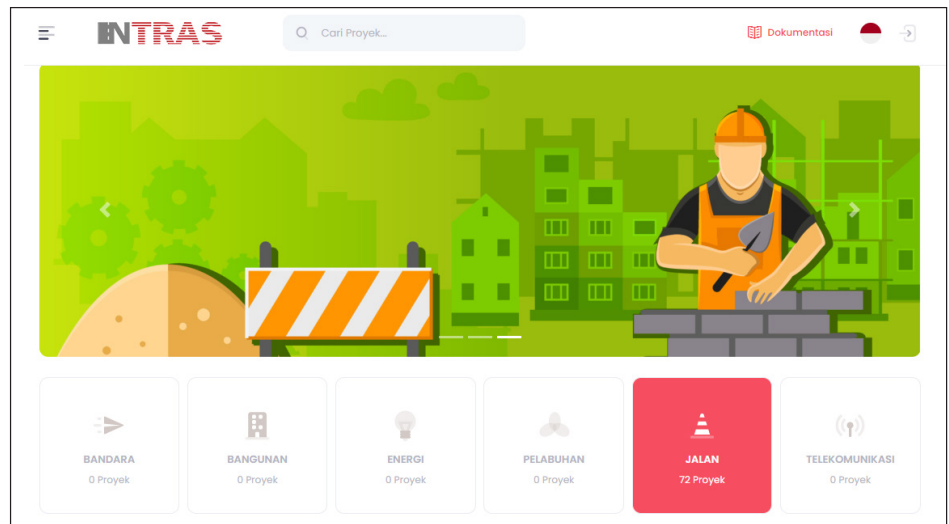 INTRAS
Cari Proyek...
Dokumentasi
BANDARA
0 Proyek
BANGUNAN
0 Proyek
ENERGI
0 Proyek
PELABUHAN
0 Proyek
JALAN
72 Proyek
TELEKOMUNIKASI
0 Proyek